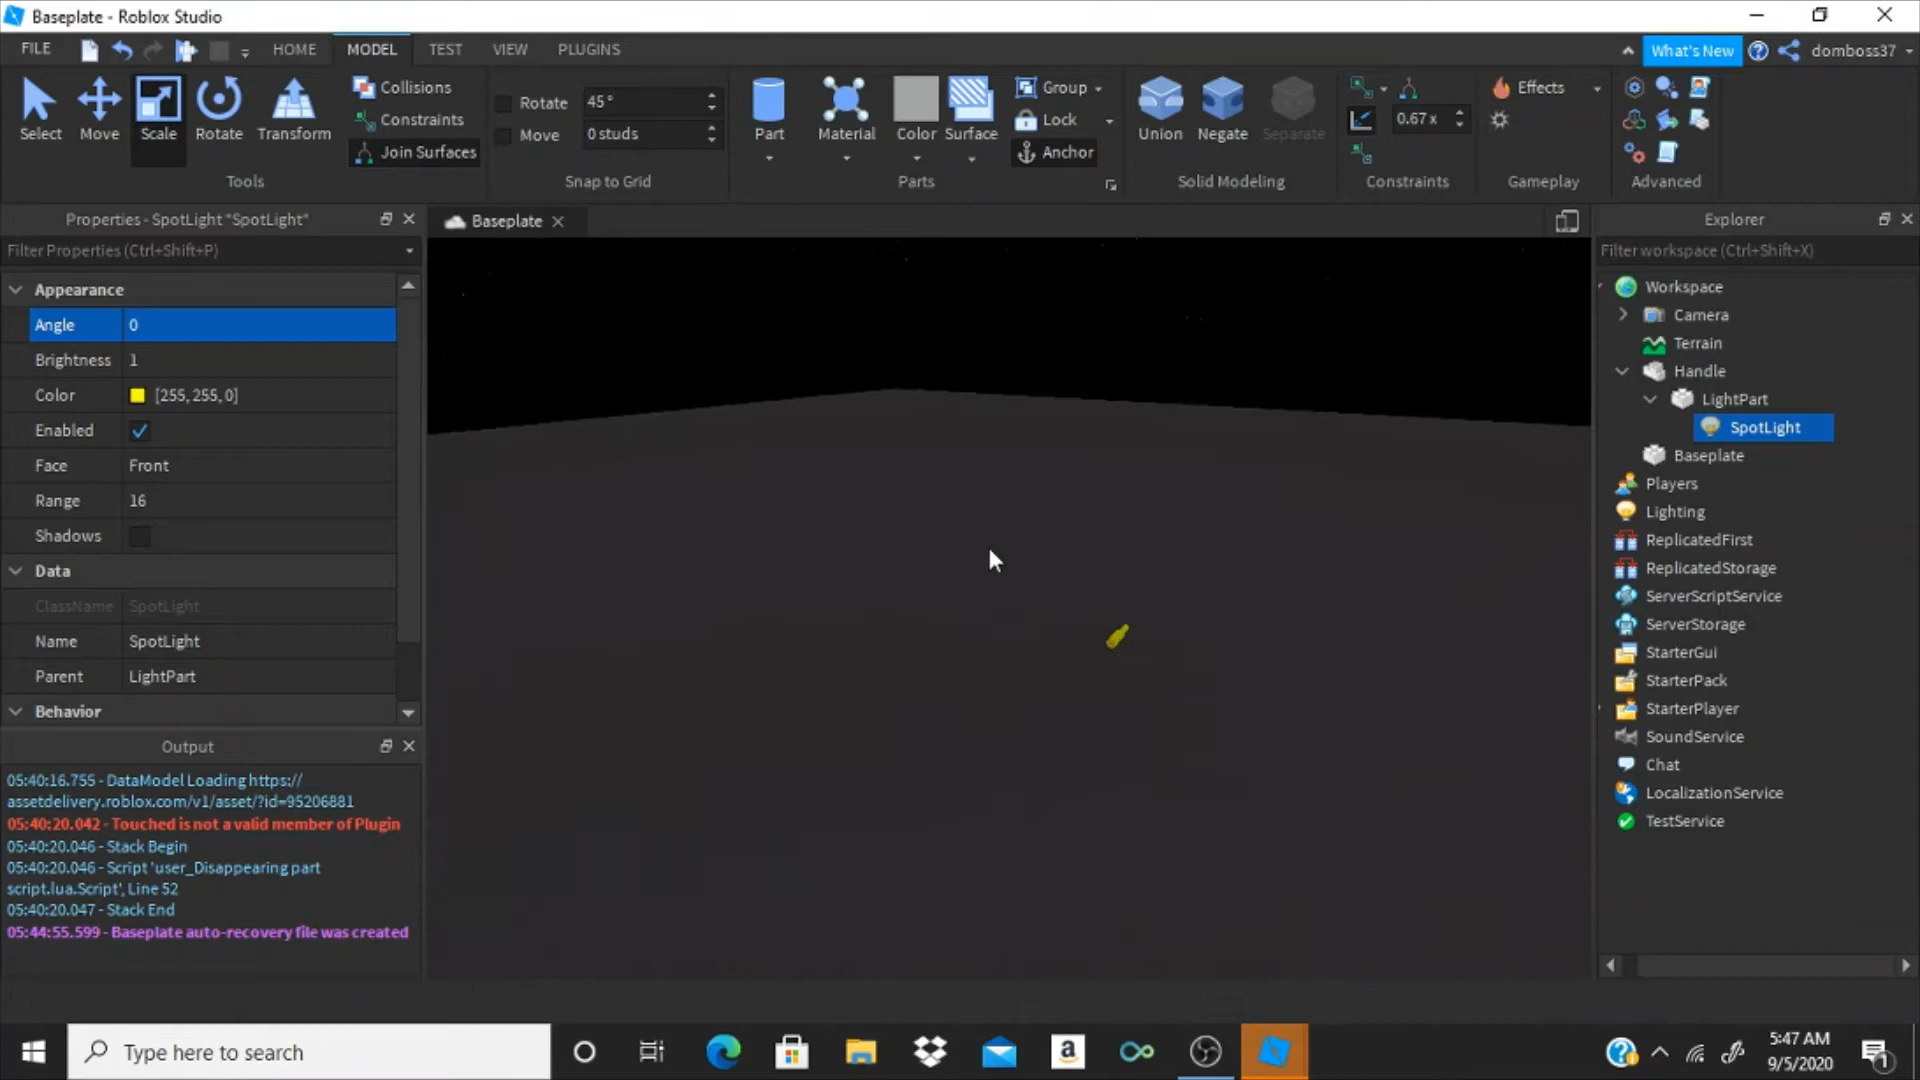 Baseplate - Roblox Studio
FILE
HOME
MODEL
TEST
VIEW
PLUGINS
What's New
domboss37
Select
Move
Scale
Rotate
Transform
Collisions
Constraints
Join Surfaces
Tools
Rotate
45°
Move
0 studs
Snap to Grid
Part
Material
Color
Surface
Group
Lock
Anchor
Parts
Union
Negate
Separate
Solid Modeling
0.67 x
Constraints
Effects
Gameplay
Advanced
Properties - SpotLight "SpotLight"
Filter Properties (Ctrl+Shift+P)
Appearance
Angle 0
Brightness 1
Color [255, 255, 0]
Enabled
Face Front
Range 16
Shadows
Data
ClassName SpotLight
Name SpotLight
Parent LightPart
Behavior
Output
05:40:16.755 - DataModel Loading https://
assetdelivery.roblox.com/v1/asset/?id=95206881
05:40:20.042 - Touched is not a valid member of Plugin
05:40:20.046 - Stack Begin
05:40:20.046 - Script 'user_Disappearing part
script.lua.Script', Line 52
05:40:20.047 - Stack End
05:44:55.599 - Baseplate auto-recovery file was created
Baseplate
Explorer
Filter workspace (Ctrl+Shift+X)
Workspace
Camera
Terrain
Handle
LightPart
SpotLight
Baseplate
Players
Lighting
ReplicatedFirst
ReplicatedStorage
ServerScriptService
ServerStorage
StarterGui
StarterPack
StarterPlayer
SoundService
Chat
LocalizationService
TestService
Type here to search
5:47 AM
9/5/2020
1